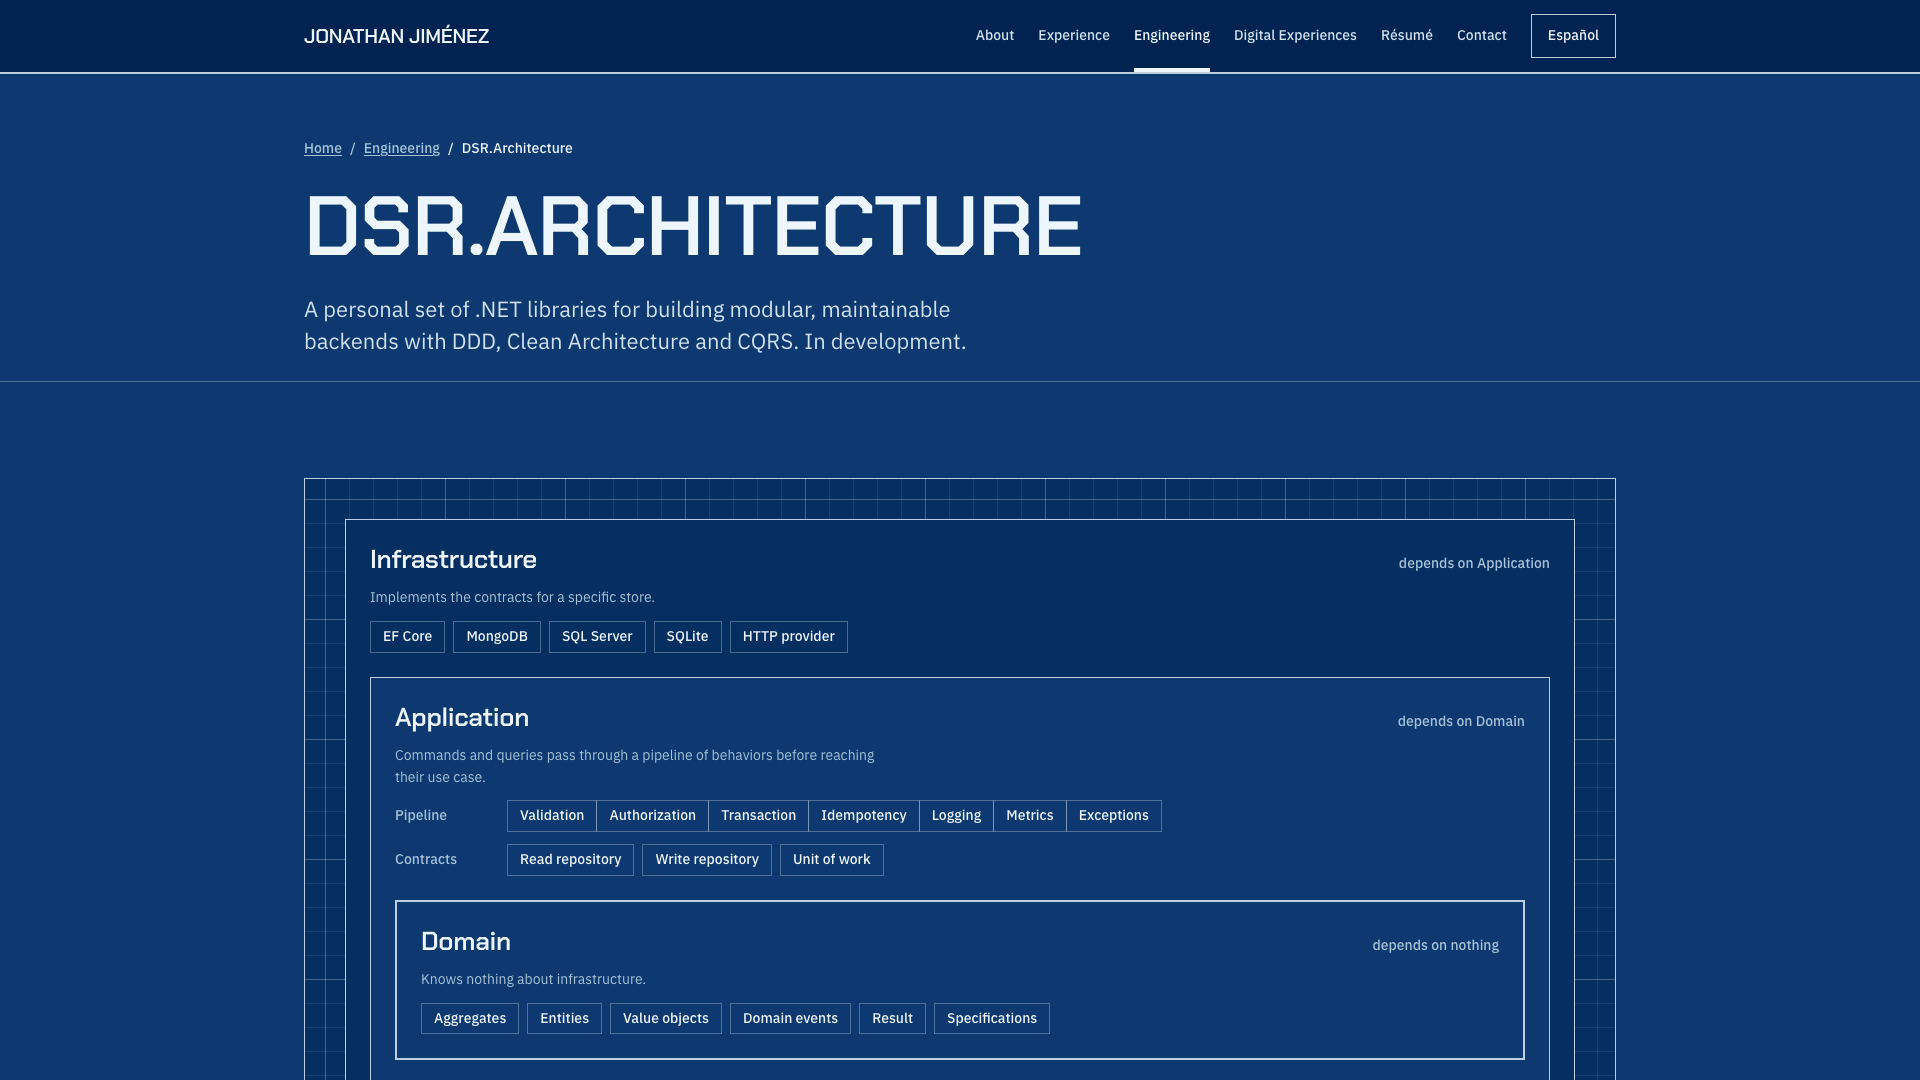 JONATHAN JIMÉNEZ
About Experience Engineering Digital Experiences Résumé Contact Español
Home / Engineering / DSR.Architecture
DSR.ARCHITECTURE
A personal set of .NET libraries for building modular, maintainable
backends with DDD, Clean Architecture and CQRS. In development.
Infrastructure depends on Application
Implements the contracts for a specific store.
EF Core MongoDB SQL Server SQLite HTTP provider
Application depends on Domain
Commands and queries pass through a pipeline of behaviors before reaching
their use case.
Pipeline Validation Authorization Transaction Idempotency Logging Metrics Exceptions
Contracts Read repository Write repository Unit of work
Domain depends on nothing
Knows nothing about infrastructure.
Aggregates Entities Value objects Domain events Result Specifications